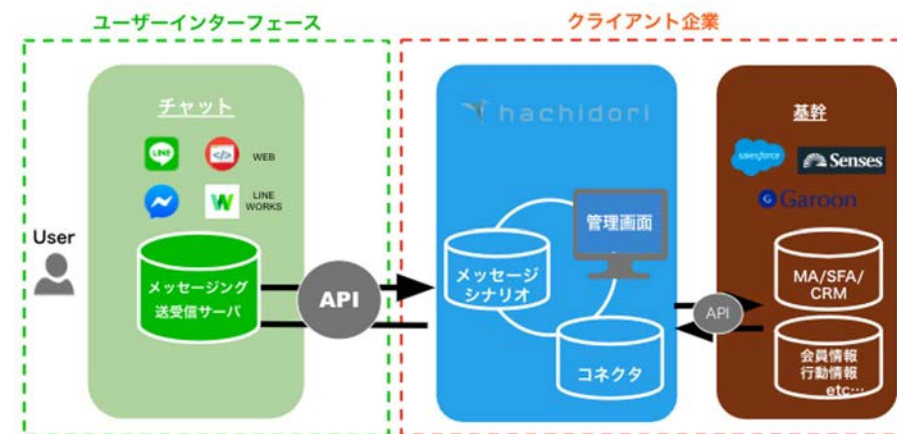 ユーザーインターフェース
クライアント企業
チャット
LINE
</>
WEB
LINE
WORKS
User
メッセージング
送受信サーバ
API
hachidori
管理画面
メッセージ
シナリオ
コネクタ
API
基幹
salesforce
Senses
G Garoon
MA/SFA/
CRM
会員情報
行動情報
etc…